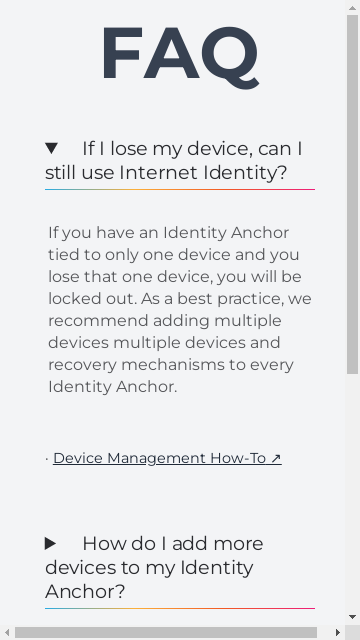 FAQ
▼ If I lose my device, can I
still use Internet Identity?
If you have an Identity Anchor
tied to only one device and you
lose that one device, you will be
locked out. As a best practice, we
recommend adding multiple
devices multiple devices and
recovery mechanisms to every
Identity Anchor.
· Device Management How-To ↗
▶ How do I add more
devices to my Identity
Anchor?